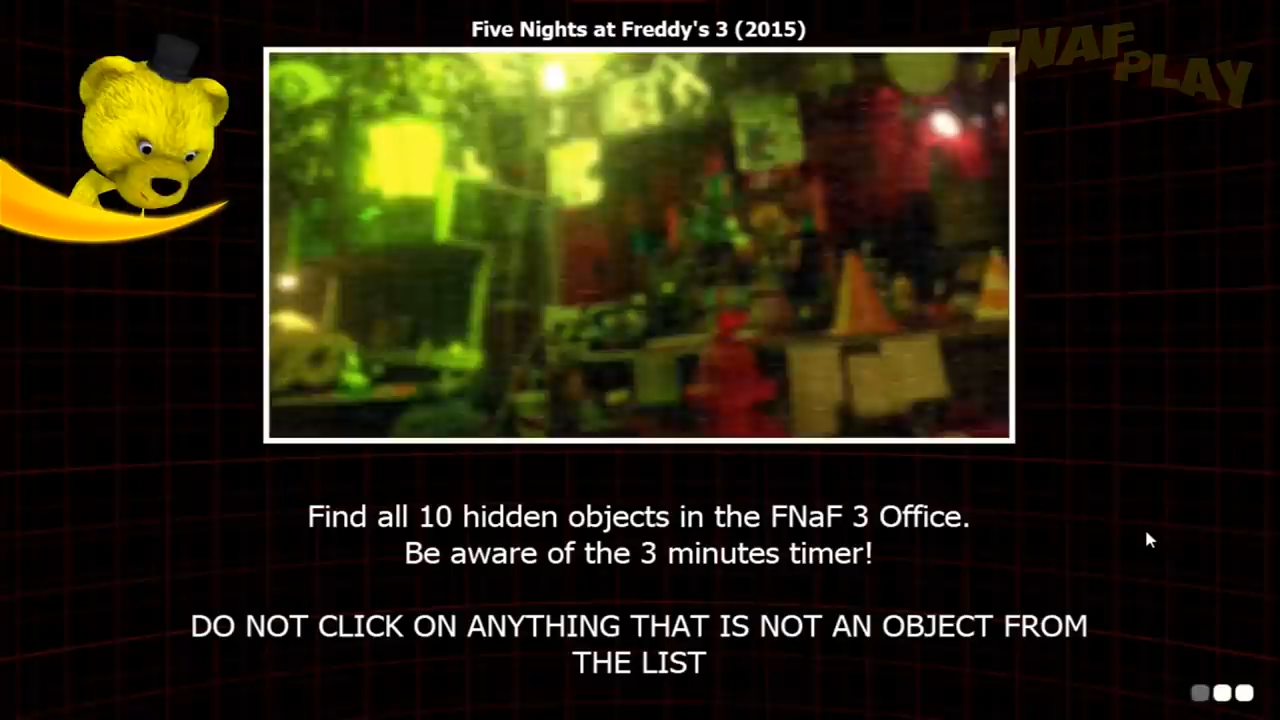 Five Nights at Freddy's 3 (2015)
FNAF
PLAY
Find all 10 hidden objects in the FNaF 3 Office.
Be aware of the 3 minutes timer!
DO NOT CLICK ON ANYTHING THAT IS NOT AN OBJECT FROM
THE LIST